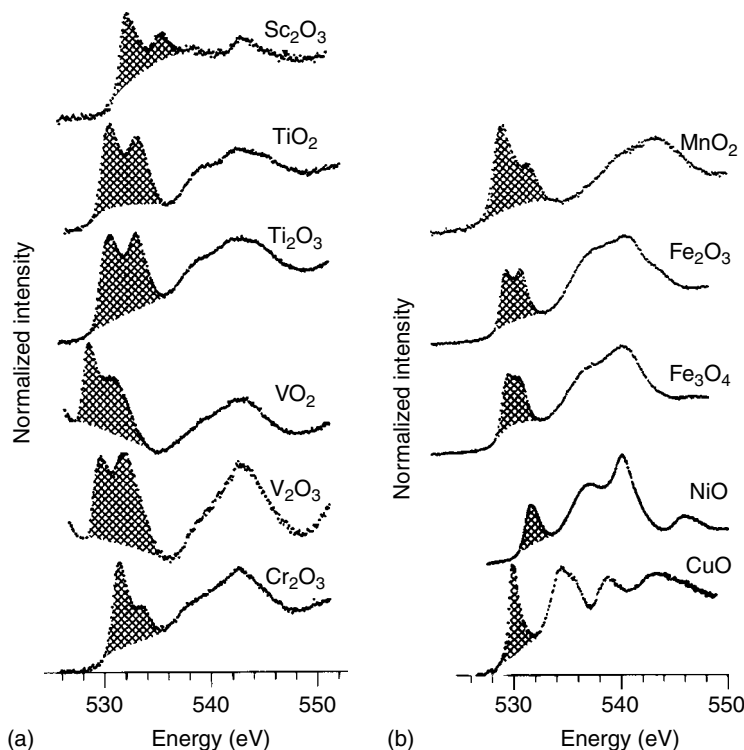 Sc₂O₃
TiO₂
Ti₂O₃
VO₂
V₂O₃
Cr₂O₃
Normalized intensity
530 540 550
Energy (eV)
(a)
MnO₂
Fe₂O₃
Fe₃O₄
NiO
CuO
Normalized intensity
530 540 550
Energy (eV)
(b)